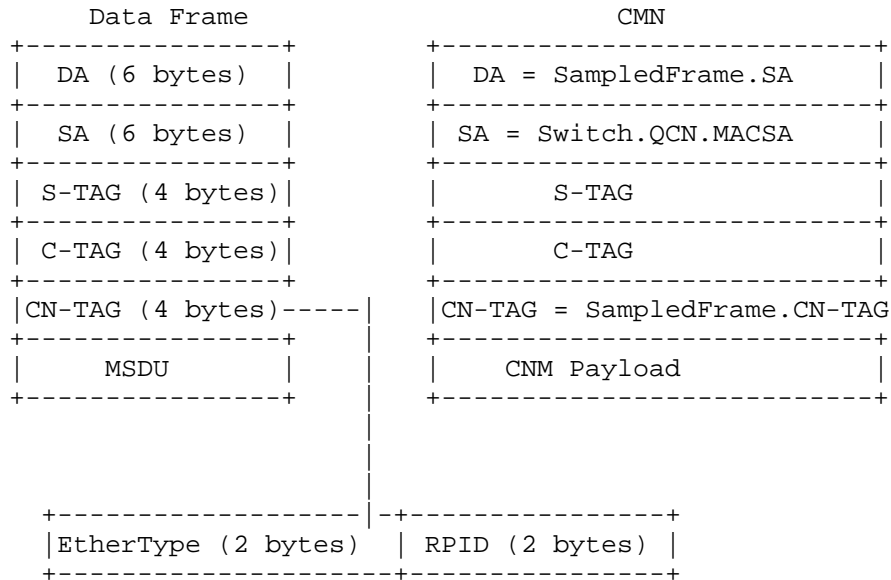 Data Frame CMN
DA (6 bytes) DA = SampledFrame.SA
SA (6 bytes) SA = Switch.QCN.MACSA
S-TAG (4 bytes) S-TAG
C-TAG (4 bytes) C-TAG
CN-TAG (4 bytes) CN-TAG = SampledFrame.CN-TAG
MSDU CNM Payload
EtherType (2 bytes) RPID (2 bytes)